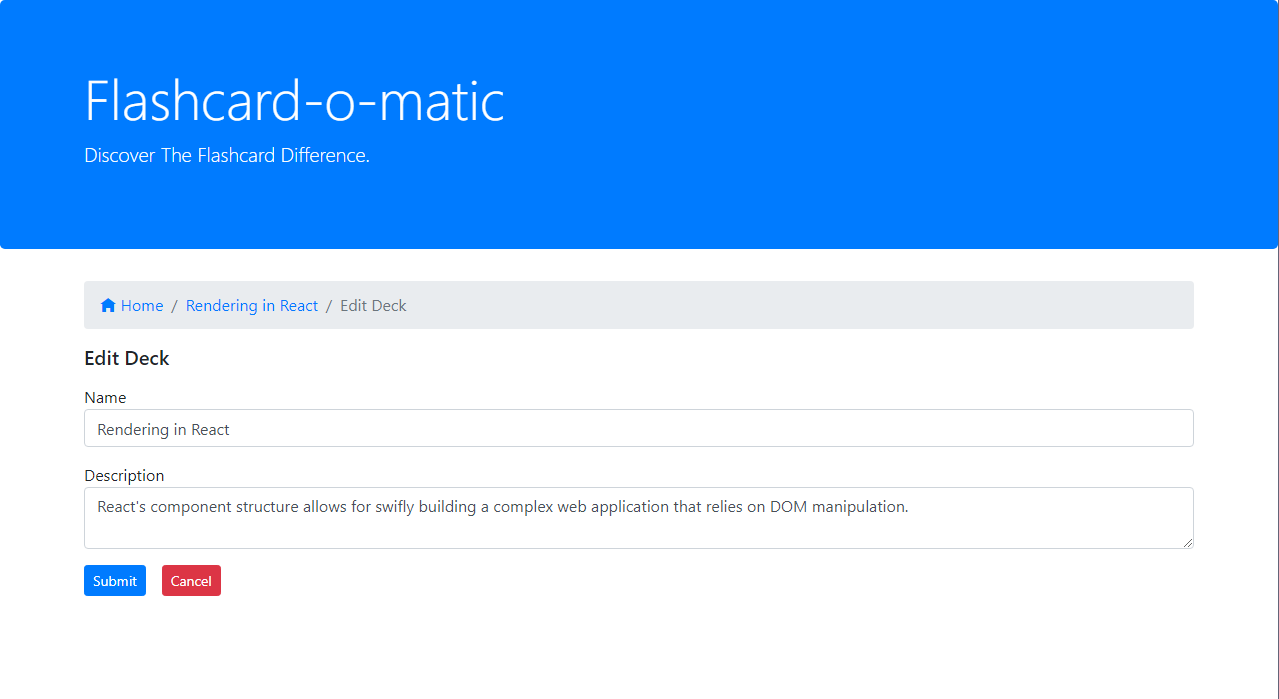 Flashcard-o-matic
Discover The Flashcard Difference.
Home / Rendering in React / Edit Deck
Edit Deck
Name
Rendering in React
Description
React's component structure allows for swifly building a complex web application that relies on DOM manipulation.
Submit Cancel